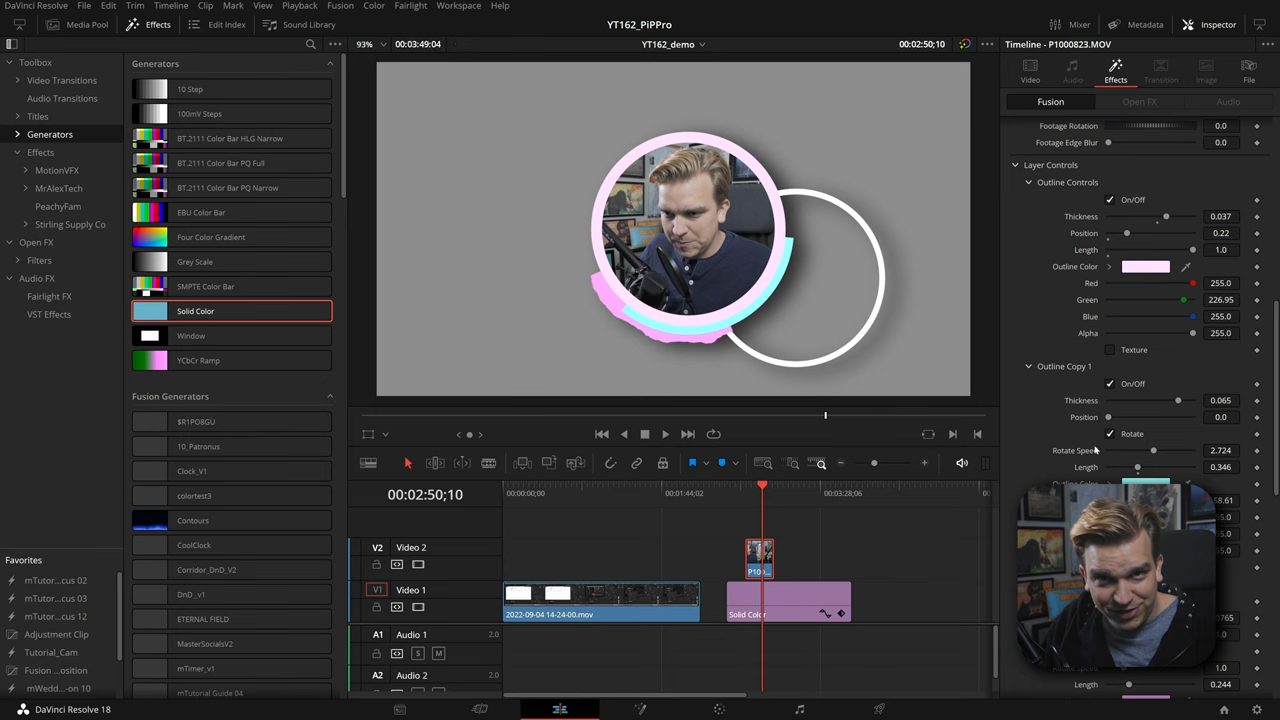 DaVinci Resolve File Edit Trim Timeline Clip Mark View Playback Fusion Color Fairlight Workspace Help
Media Pool Effects Edit Index Sound Library YT162_PiPPro Mixer Metadata Inspector
93% 00:03:49:04 YT162_demo 00:02:50:10 Timeline - P1000823.MOV
Toolbox
Video Transitions
Audio Transitions
Titles
Generators
Effects
MotionVFX
MrAlexTech
PeachyFam
Stirling Supply Co
Open FX
Filters
Audio FX
Fairlight FX
VST Effects
Favorites
mTutor...cus 02
mTutor...cus 03
mTutor...cus 12
Adjustment Clip
Tutorial_Cam
Fusion ...osition
mWedd...on 10
Generators
10 Step
100mV Steps
BT.2111 Color Bar HLG Narrow
BT.2111 Color Bar PQ Full
BT.2111 Color Bar PQ Narrow
EBU Color Bar
Four Color Gradient
Grey Scale
SMPTE Color Bar
Solid Color
Window
YCbCr Ramp
Fusion Generators
$R1PO8GU
10_Patronus
Clock_V1
colortest3
Contours
CoolClock
Corridor_DnD_V2
DnD _v1
ETERNAL FIELD
MasterSocialsV2
mTimer_v1
mTutorial Guide 04
00:02:50:10
00:00:00;00 00:01:44;02 00:03:28;06 00
V2 Video 2
P10...
V1 Video 1
2022-09-04 14-24-00.mov
Solid Color
A1 Audio 1 2.0
S M
A2 Audio 2 2.0
Video Audio Effects Transition Image File
Fusion Open FX Audio
Footage Rotation 0.0
Footage Edge Blur 0.0
Layer Controls
Outline Controls
On/Off
Thickness 0.037
Position 0.22
Length 1.0
Outline Color
Red 255.0
Green 226.95
Blue 255.0
Alpha 255.0
Texture
Outline Copy 1
On/Off
Thickness 0.065
Position 0.0
Rotate
Rotate Speed 2.724
Length 0.346
Length 0.244
DaVinci Resolve 18